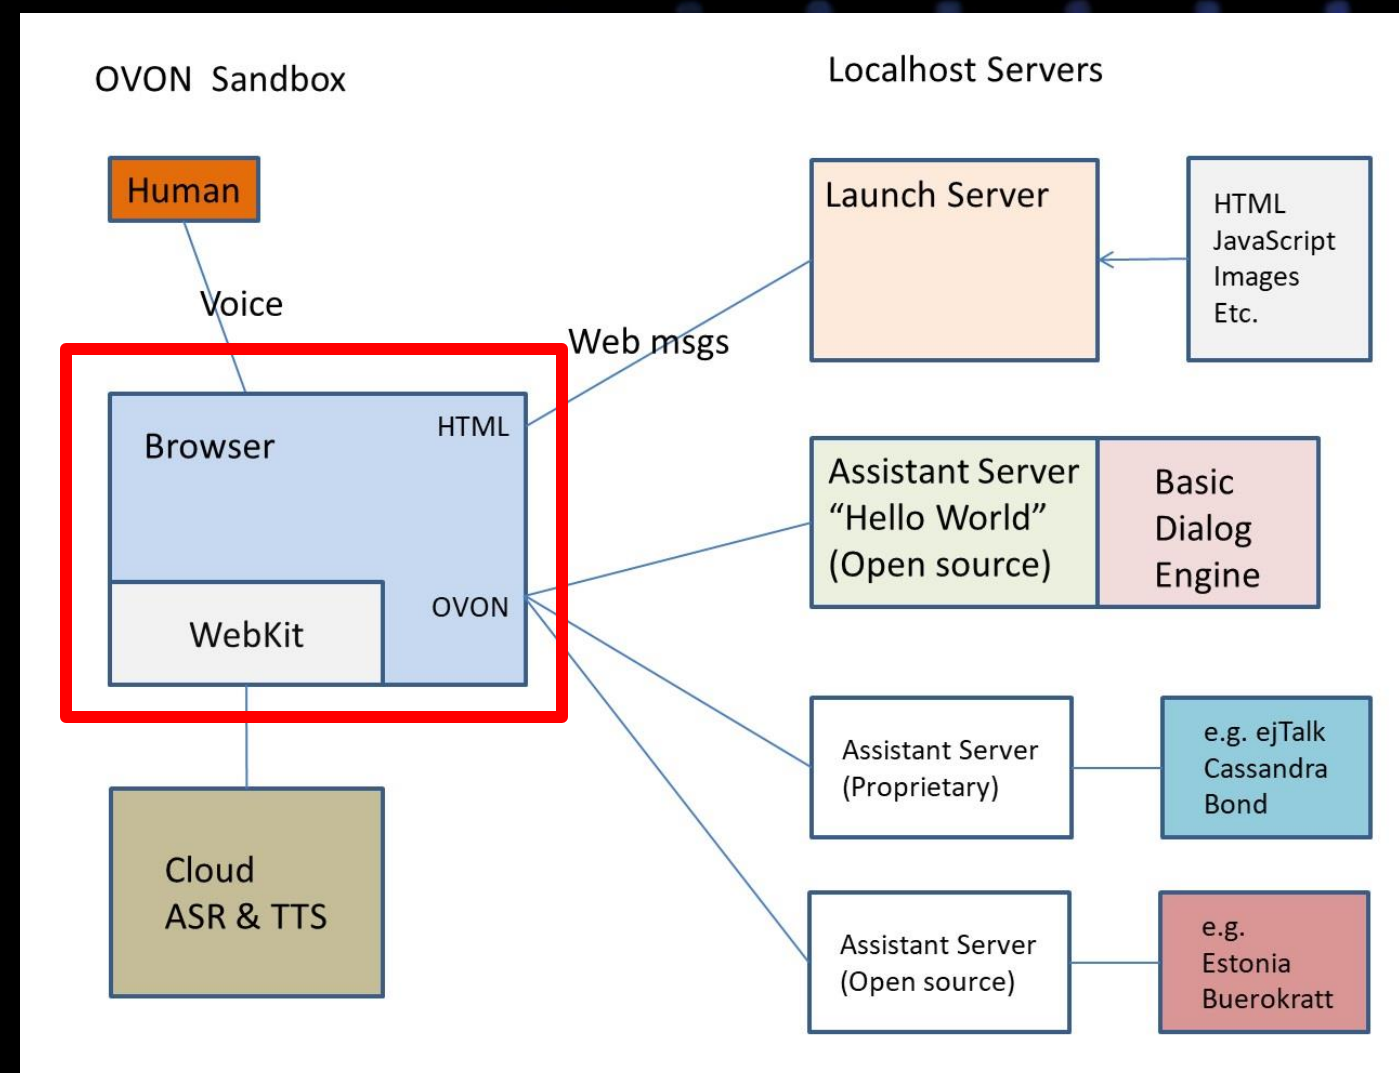 OVON Sandbox
Localhost Servers
Human
Voice
Web msgs
Launch Server
HTML
JavaScript
Images
Etc.
Browser
HTML
OVON
WebKit
Assistant Server
“Hello World”
(Open source)
Basic
Dialog
Engine
Cloud
ASR & TTS
Assistant Server
(Proprietary)
e.g. ejTalk
Cassandra
Bond
Assistant Server
(Open source)
e.g.
Estonia
Buerokratt